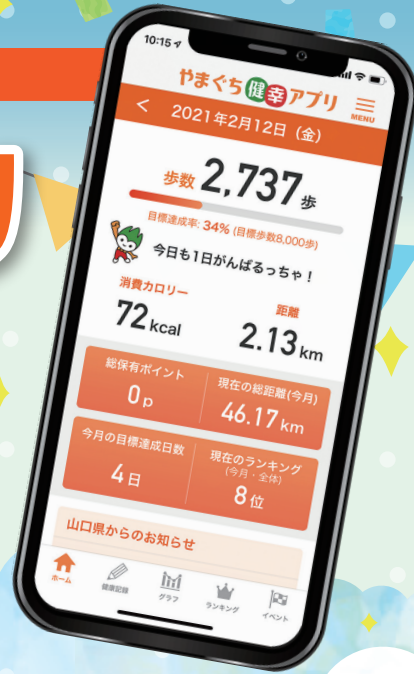 10:15
やまぐち健幸アプリ
MENU
< 2021年2月12日（金）
歩数 2,737歩
目標達成率: 34% (目標歩数8,000歩)
今日も1日がんばるっちゃ！
消費カロリー
72kcal
距離
2.13km
総保有ポイント
0p
現在の総距離(今月)
46.17km
今月の目標達成日数
4日
現在のランキング
(今月・全体)
8位
山口県からのお知らせ
ホーム
健康記録
グラフ
ランキング
イベント